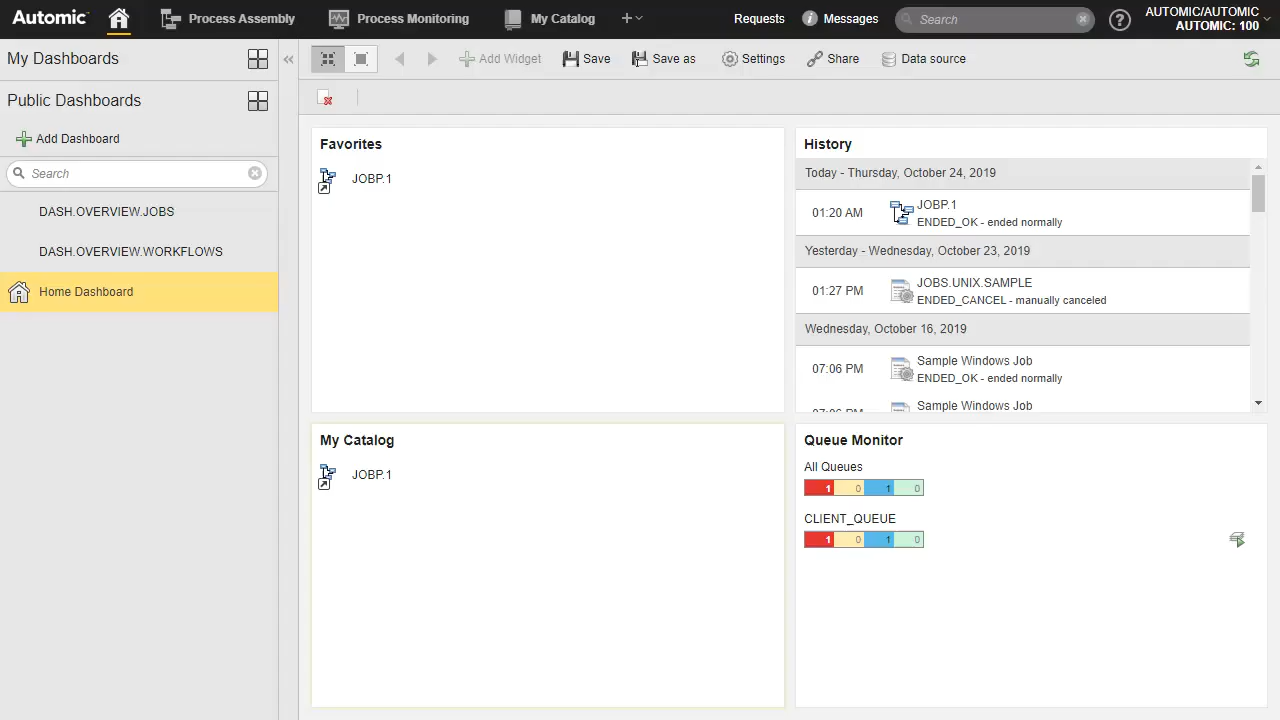 Automic
Process Assembly
Process Monitoring
My Catalog
Requests
Messages
Search
AUTOMIC/AUTOMIC
AUTOMIC: 100
My Dashboards
Public Dashboards
Add Dashboard
Search
DASH.OVERVIEW.JOBS
DASH.OVERVIEW.WORKFLOWS
Home Dashboard
Add Widget
Save
Save as
Settings
Share
Data source
Favorites
JOBP.1
History
Today - Thursday, October 24, 2019
01:20 AM
JOBP.1
ENDED_OK - ended normally
Yesterday - Wednesday, October 23, 2019
01:27 PM
JOBS.UNIX.SAMPLE
ENDED_CANCEL - manually canceled
Wednesday, October 16, 2019
07:06 PM
Sample Windows Job
ENDED_OK - ended normally
07:06 PM
Sample Windows Job
My Catalog
JOBP.1
Queue Monitor
All Queues
1 0 1 0
CLIENT_QUEUE
1 0 1 0